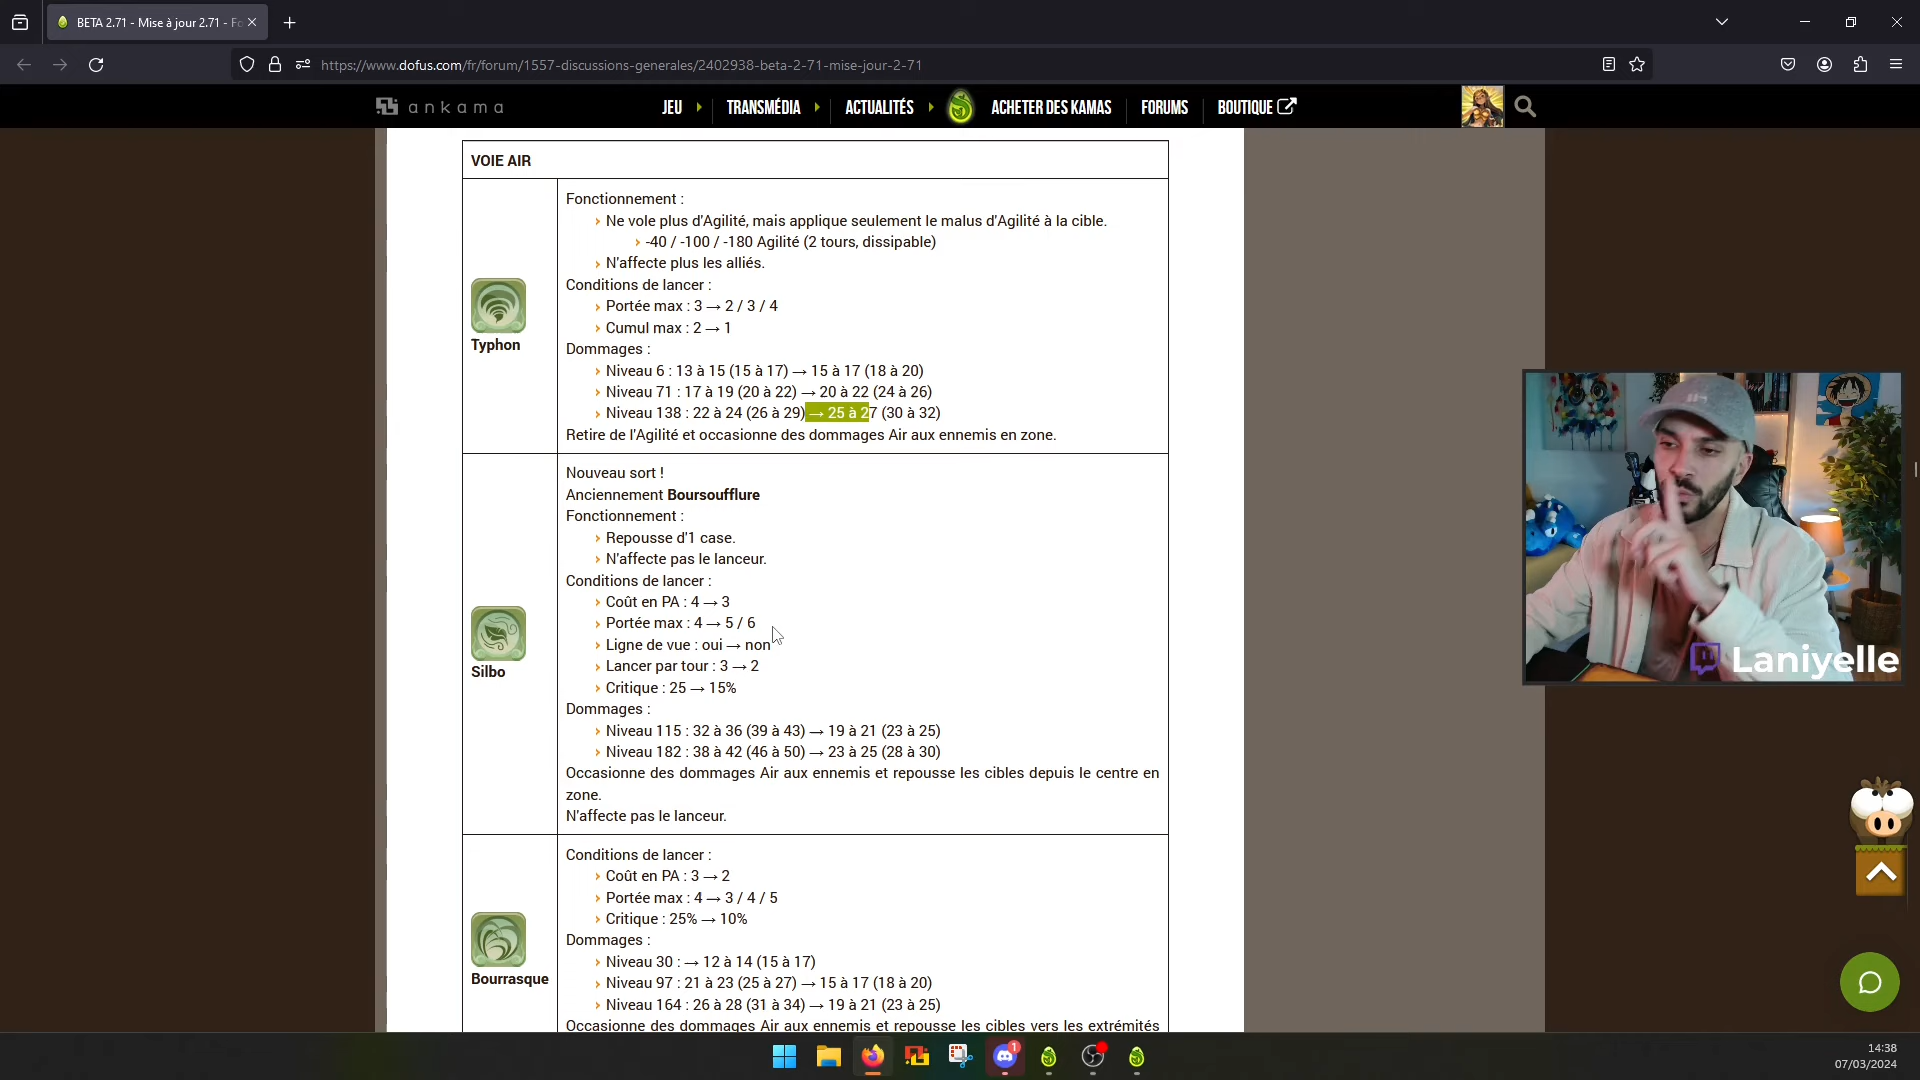 BETA 2.71 - Mise à jour 2.71 - Fo
https://www.dofus.com/fr/forum/1557-discussions-generales/2402938-beta-2-71-mise-jour-2-71
ankama
JEU
TRANSMÉDIA
ACTUALITÉS
ACHETER DES KAMAS
FORUMS
BOUTIQUE
VOIE AIR
Typhon
Fonctionnement :
Ne vole plus d'Agilité, mais applique seulement le malus d'Agilité à la cible.
-40 / -100 / -180 Agilité (2 tours, dissipable)
N'affecte plus les alliés.
Conditions de lancer :
Portée max : 3 → 2 / 3 / 4
Cumul max : 2 → 1
Dommages :
Niveau 6 : 13 à 15 (15 à 17) → 15 à 17 (18 à 20)
Niveau 71 : 17 à 19 (20 à 22) → 20 à 22 (24 à 26)
Niveau 138 : 22 à 24 (26 à 29) → 25 à 27 (30 à 32)
Retire de l'Agilité et occasionne des dommages Air aux ennemis en zone.
Silbo
Nouveau sort !
Anciennement Boursoufflure
Fonctionnement :
Repousse d'1 case.
N'affecte pas le lanceur.
Conditions de lancer :
Coût en PA : 4 → 3
Portée max : 4 → 5 / 6
Ligne de vue : oui → non
Lancer par tour : 3 → 2
Critique : 25 → 15%
Dommages :
Niveau 115 : 32 à 36 (39 à 43) → 19 à 21 (23 à 25)
Niveau 182 : 38 à 42 (46 à 50) → 23 à 25 (28 à 30)
Occasionne des dommages Air aux ennemis et repousse les cibles depuis le centre en
zone.
N'affecte pas le lanceur.
Bourrasque
Conditions de lancer :
Coût en PA : 3 → 2
Portée max : 4 → 3 / 4 / 5
Critique : 25% → 10%
Dommages :
Niveau 30 : → 12 à 14 (15 à 17)
Niveau 97 : 21 à 23 (25 à 27) → 15 à 17 (18 à 20)
Niveau 164 : 26 à 28 (31 à 34) → 19 à 21 (23 à 25)
Occasionne des dommages Air aux ennemis et repousse les cibles vers les extrémités
Laniyelle
1
14:38
07/03/2024